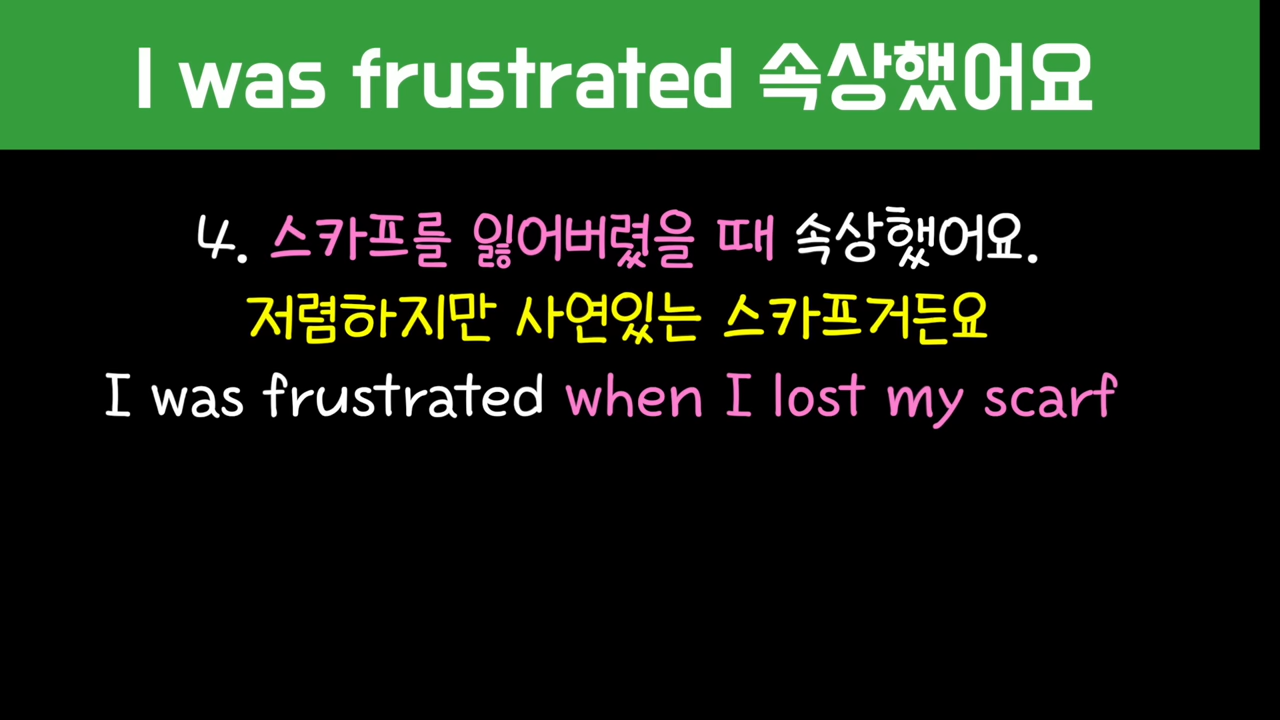 I was frustrated 속상했어요
4. 스카프를 잃어버렸을 때 속상했어요.
저렴하지만 사연있는 스카프거든요
I was frustrated when I lost my scarf